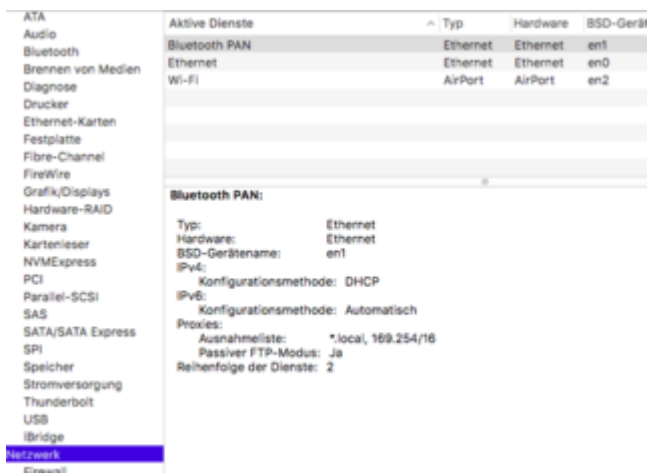 ATA
Audio
Bluetooth
Brennen von Medien
Diagnose
Drucker
Ethernet-Karten
Festplatte
Fibre-Channel
FireWire
Grafik/Displays
Hardware-RAID
Kamera
Kartenleser
NVMExpress
PCI
Parallel-SCSI
SAS
SATA/SATA Express
SPI
Speicher
Stromversorgung
Thunderbolt
USB
iBridge
Netzwerk
Firewall
Aktive Dienste Typ Hardware BSD-Gerät
Bluetooth PAN Ethernet Ethernet en1
Ethernet Ethernet Ethernet en0
Wi-Fi AirPort AirPort en2
Bluetooth PAN:
Typ: Ethernet
Hardware: Ethernet
BSD-Gerätename: en1
IPv4:
Konfigurationsmethode: DHCP
IPv6:
Konfigurationsmethode: Automatisch
Proxies:
Ausnahmeliste: *.local, 169.254/16
Passiver FTP-Modus: Ja
Reihenfolge der Dienste: 2